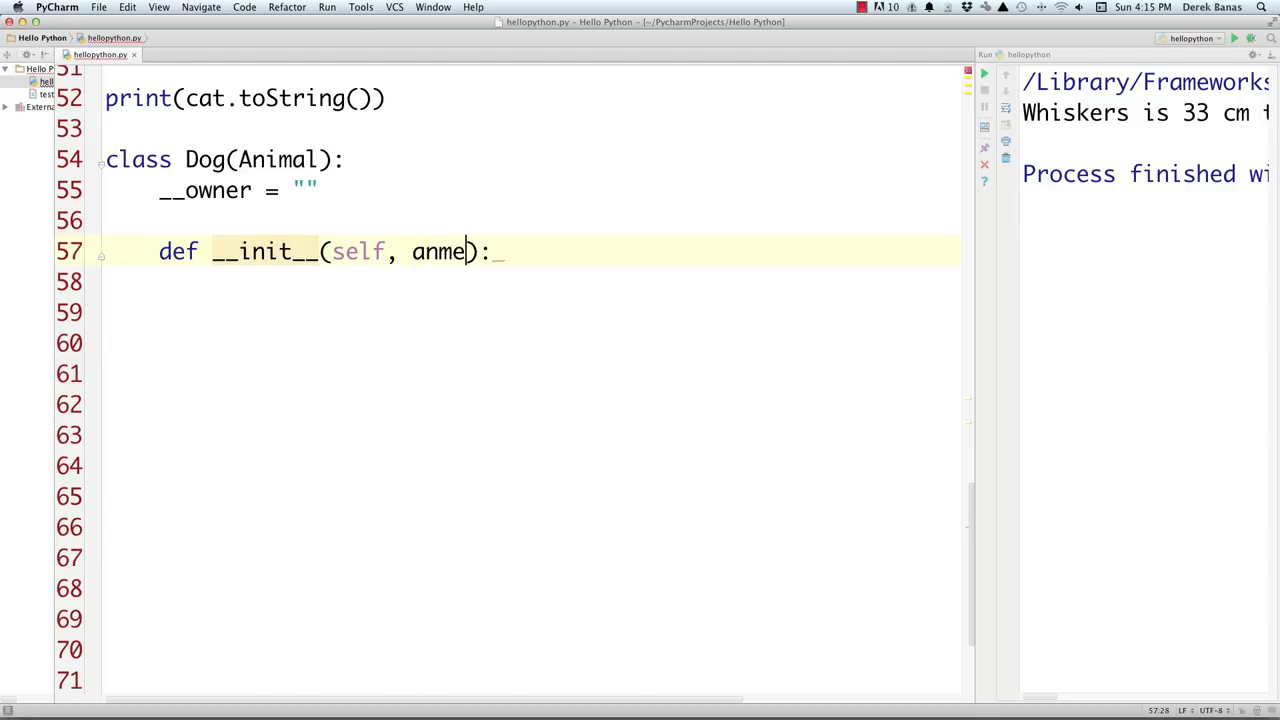 PyCharm File Edit View Navigate Code Refactor Run Tools VCS Window Help 10 Sun 4:15 PM Derek Banas
hellopython.py - [~/PycharmProjects/Hello Python]
Hello Python hellopython.py hellopython
hellopython.py Run hellopython
Hello P
hell
test
Externa
51
52 print(cat.toString())
53
54 class Dog(Animal):
55 __owner = ""
56
57 def __init__(self, anme):
58
59
60
61
62
63
64
65
66
67
68
69
70
71
/Library/Frameworks
Whiskers is 33 cm t
Process finished wi
57:28 LF UTF-8